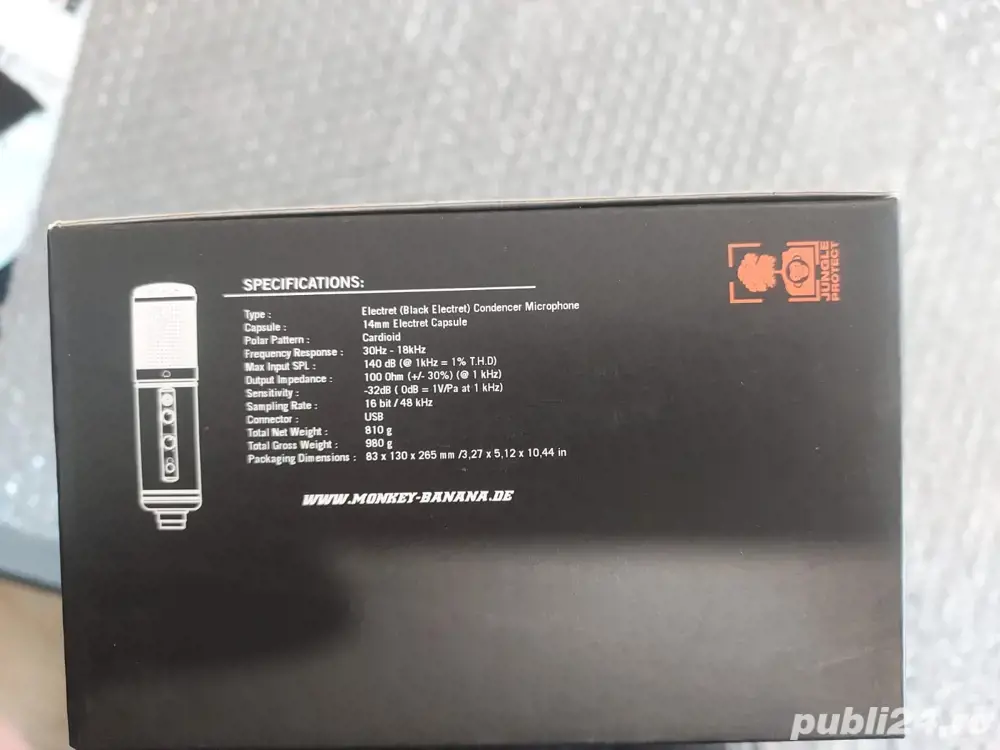 SPECIFICATIONS:
Type : Electret (Black Electret) Condencer Microphone
Capsule : 14mm Electret Capsule
Polar Pattern : Cardioid
Frequency Response : 30Hz - 18kHz
Max Input SPL : 140 dB (@ 1kHz = 1% T.H.D)
Output Impedance : 100 Ohm (+/- 30%) (@ 1 kHz)
Sensitivity : -32dB ( 0dB = 1V/Pa at 1 kHz)
Sampling Rate : 16 bit / 48 kHz
Connector : USB
Total Net Weight : 810 g
Total Gross Weight : 980 g
Packaging Dimensions : 83 x 130 x 265 mm /3,27 x 5,12 x 10,44 in
WWW.MONKEY-BANANA.DE
JUNGLE
PROTECT
publi24.ro